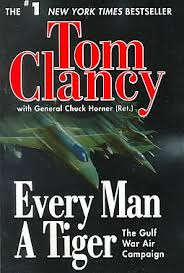 THE #1 NEW YORK TIMES BESTSELLER
Tom
Clancy
with General Chuck Horner (Ret.)
Every Man
A Tiger
The Gulf
War Air
Campaign